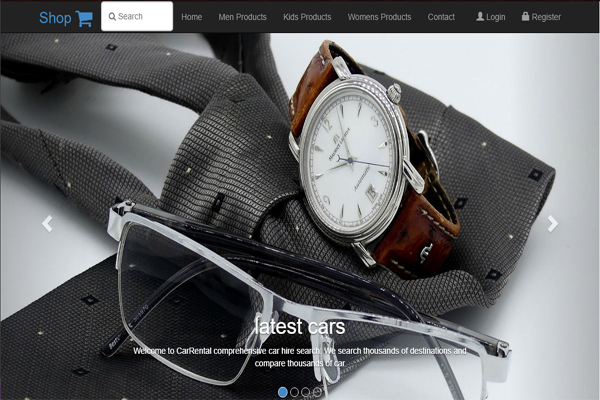 Shop
Search
Home
Men Products
Kids Products
Womens Products
Contact
Login
Register
latest cars
Welcome to CarRental comprehensive car hire search. We search thousands of destinations and
compare thousands of car